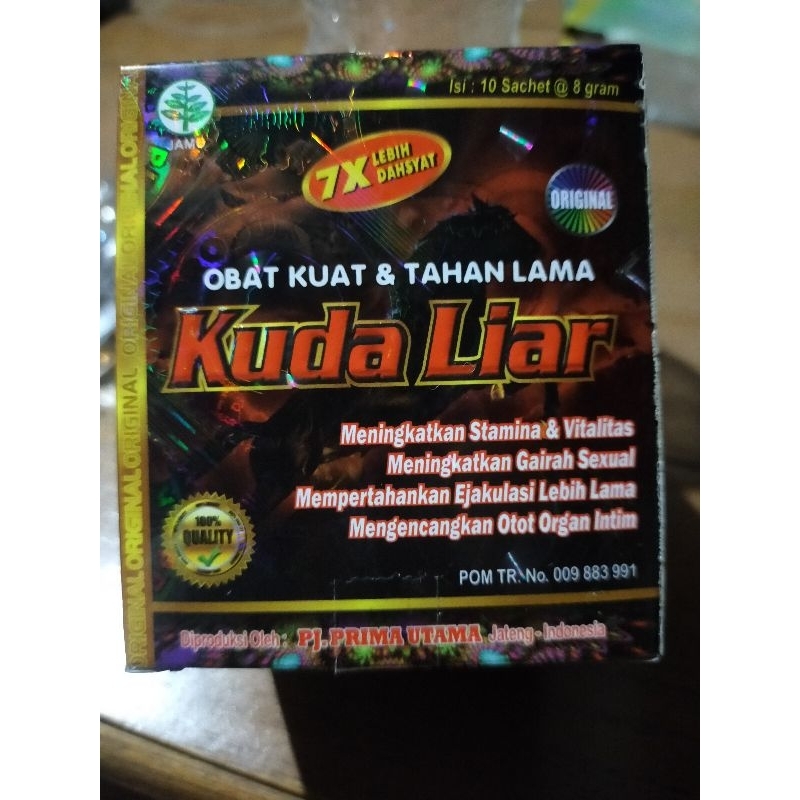 Isi : 10 Sachet @ 8 gram
JAMU
7X LEBIH DAHSYAT
ORIGINAL
OBAT KUAT & TAHAN LAMA
Kuda Liar
Meningkatkan Stamina & Vitalitas
Meningkatkan Gairah Sexual
Mempertahankan Ejakulasi Lebih Lama
Mengencangkan Otot Organ Intim
100%
QUALITY
POM TR. No. 009 883 991
Diproduksi Oleh : PJ. PRIMA UTAMA Jateng - Indonesia
ORIGINAL ORIGINAL ORIGINAL ORIGINAL ORIGINAL